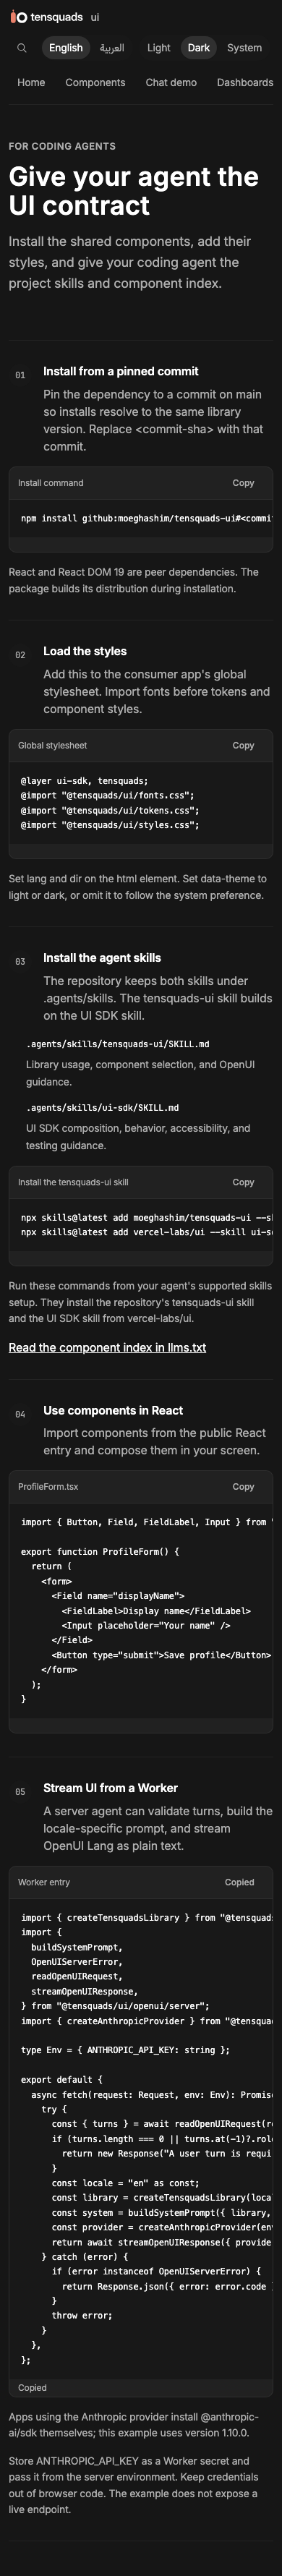 tensquads ui
English العربية Light Dark System
Home Components Chat demo Dashboards
FOR CODING AGENTS
Give your agent the
UI contract
Install the shared components, add their
styles, and give your coding agent the
project skills and component index.
01 Install from a pinned commit
Pin the dependency to a commit on main
so installs resolve to the same library
version. Replace <commit-sha> with that
commit.
Install command Copy
npm install github:moeghashim/tensquads-ui#<commit
React and React DOM 19 are peer dependencies. The
package builds its distribution during installation.
02 Load the styles
Add this to the consumer app's global
stylesheet. Import fonts before tokens and
component styles.
Global stylesheet Copy
@layer ui-sdk, tensquads;
@import "@tensquads/ui/fonts.css";
@import "@tensquads/ui/tokens.css";
@import "@tensquads/ui/styles.css";
Set lang and dir on the html element. Set data-theme to
light or dark, or omit it to follow the system preference.
03 Install the agent skills
The repository keeps both skills under
.agents/skills. The tensquads-ui skill builds
on the UI SDK skill.
.agents/skills/tensquads-ui/SKILL.md
Library usage, component selection, and OpenUI
guidance.
.agents/skills/ui-sdk/SKILL.md
UI SDK composition, behavior, accessibility, and
testing guidance.
Install the tensquads-ui skill Copy
npx skills@latest add moeghashim/tensquads-ui --sk
npx skills@latest add vercel-labs/ui --skill ui-s
Run these commands from your agent's supported skills
setup. They install the repository's tensquads-ui skill
and the UI SDK skill from vercel-labs/ui.
Read the component index in llms.txt
04 Use components in React
Import components from the public React
entry and compose them in your screen.
ProfileForm.tsx Copy
import { Button, Field, FieldLabel, Input } from "
export function ProfileForm() {
return (
<form>
<Field name="displayName">
<FieldLabel>Display name</FieldLabel>
<Input placeholder="Your name" />
</Field>
<Button type="submit">Save profile</Button>
</form>
);
}
05 Stream UI from a Worker
A server agent can validate turns, build the
locale-specific prompt, and stream
OpenUI Lang as plain text.
Worker entry Copied
import { createTensquadsLibrary } from "@tensquads
import {
buildSystemPrompt,
OpenUIServerError,
readOpenUIRequest,
streamOpenUIResponse,
} from "@tensquads/ui/openui/server";
import { createAnthropicProvider } from "@tensquad
type Env = { ANTHROPIC_API_KEY: string };
export default {
async fetch(request: Request, env: Env): Promis
try {
const { turns } = await readOpenUIRequest(re
if (turns.length === 0 || turns.at(-1)?.rol
return new Response("A user turn is requi
}
const locale = "en" as const;
const library = createTensquadsLibrary(loca
const system = buildSystemPrompt({ library,
const provider = createAnthropicProvider(en
return await streamOpenUIResponse({ provide
} catch (error) {
if (error instanceof OpenUIServerError) {
return Response.json({ error: error.code }
}
throw error;
}
},
};
Copied
Apps using the Anthropic provider install @anthropic-
ai/sdk themselves; this example uses version 1.10.0.
Store ANTHROPIC_API_KEY as a Worker secret and
pass it from the server environment. Keep credentials
out of browser code. The example does not expose a
live endpoint.